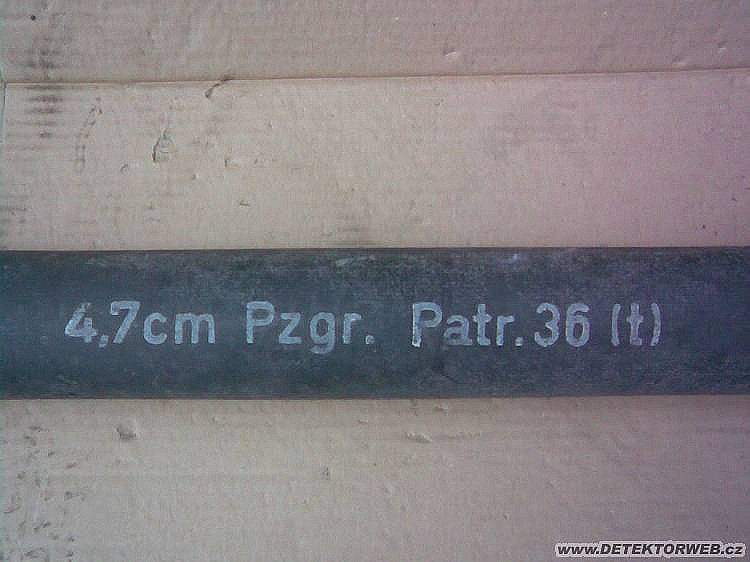 4,7cm Pzgr. Patr.36 (t)
www.DETEKTORWEB.cz